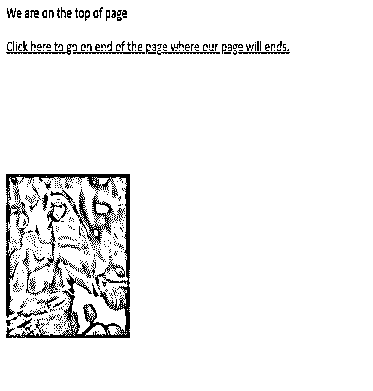 We are on the top of page
Click here to go on end of the page where our page will ends.